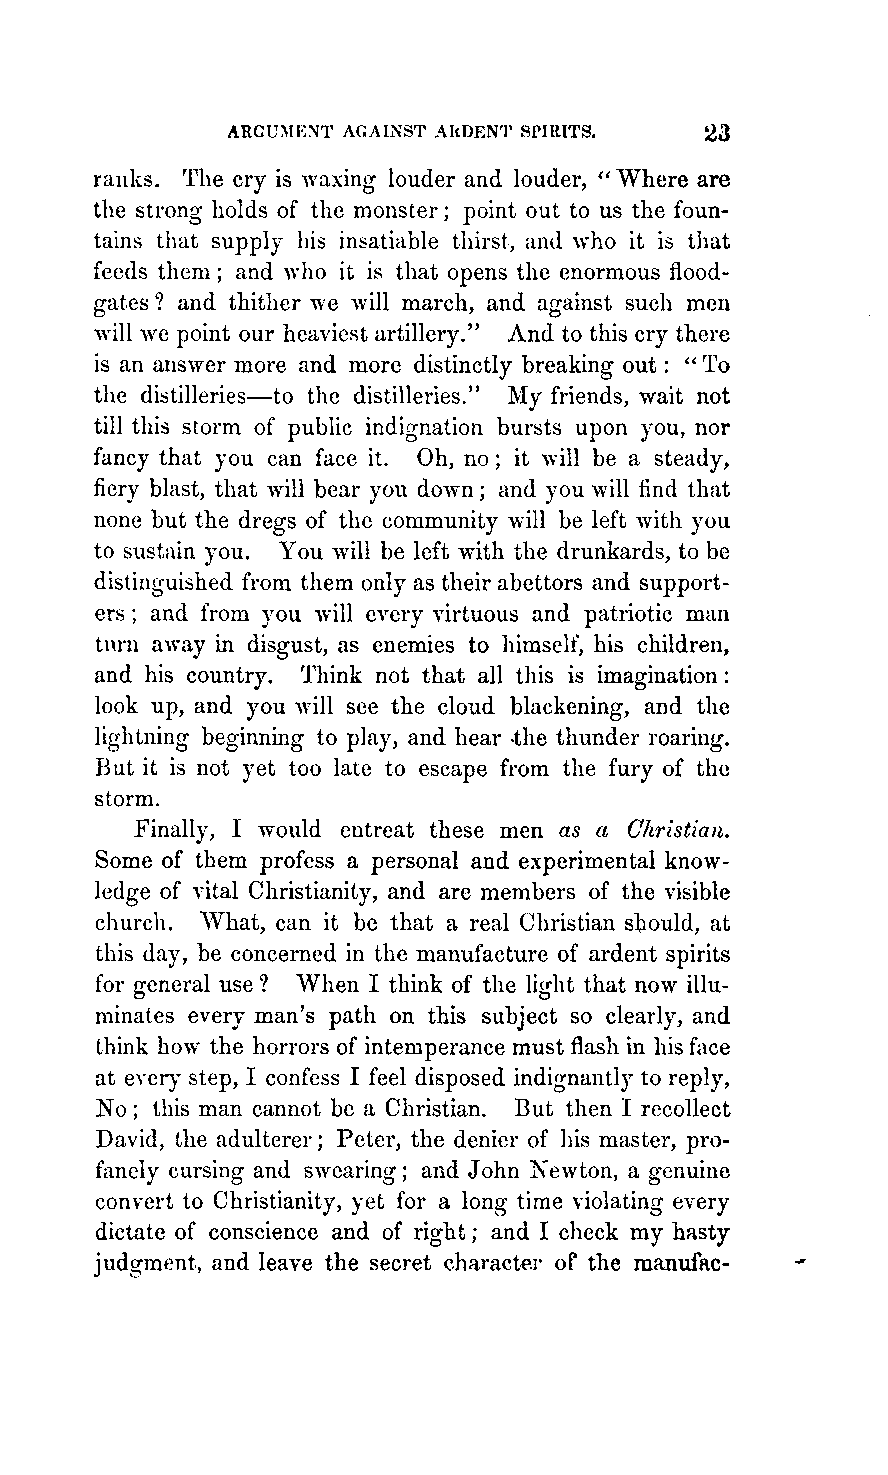 ARGUMENT AGAINST ARDENT SPIRITS. 23
ranks. The cry is waxing louder and louder, “Where are
the strong holds of the monster; point out to us the foun-
tains that supply his insatiable thirst, and who it is that
feeds them; and who it is that opens the enormous flood-
gates? and thither we will march, and against such men
will we point our heaviest artillery.” And to this cry there
is an answer more and more distinctly breaking out: “To
the distilleries—to the distilleries.” My friends, wait not
till this storm of public indignation bursts upon you, nor
fancy that you can face it. Oh, no; it will be a steady,
fiery blast, that will bear you down; and you will find that
none but the dregs of the community will be left with you
to sustain you. You will be left with the drunkards, to be
distinguished from them only as their abettors and support-
ers; and from you will every virtuous and patriotic man
turn away in disgust, as enemies to himself, his children,
and his country. Think not that all this is imagination:
look up, and you will see the cloud blackening, and the
lightning beginning to play, and hear the thunder roaring.
But it is not yet too late to escape from the fury of the
storm.
Finally, I would entreat these men as a Christian.
Some of them profess a personal and experimental know-
ledge of vital Christianity, and are members of the visible
church. What, can it be that a real Christian should, at
this day, be concerned in the manufacture of ardent spirits
for general use? When I think of the light that now illu-
minates every man’s path on this subject so clearly, and
think how the horrors of intemperance must flash in his face
at every step, I confess I feel disposed indignantly to reply,
No; this man cannot be a Christian. But then I recollect
David, the adulterer; Peter, the denier of his master, pro-
fanely cursing and swearing; and John Newton, a genuine
convert to Christianity, yet for a long time violating every
dictate of conscience and of right; and I check my hasty
judgment, and leave the secret character of the manufac-